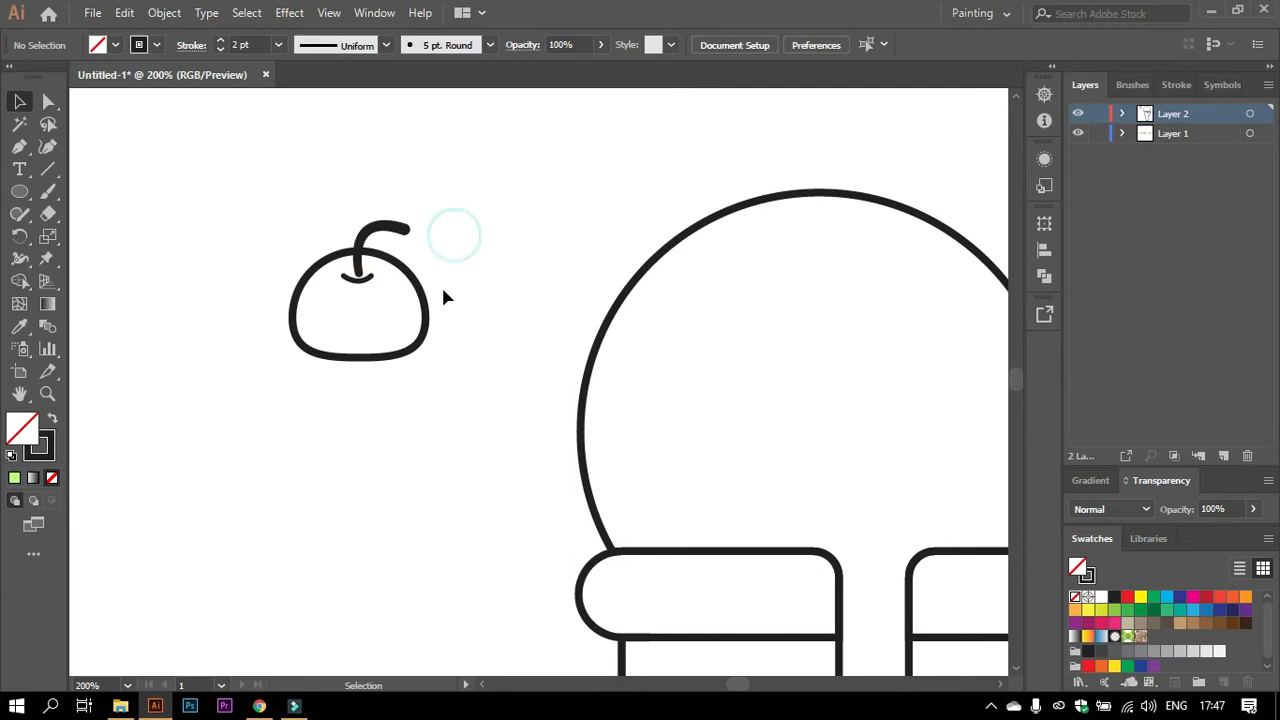 Ai File Edit Object Type Select Effect View Window Help Painting Search Adobe Stock
No Selection Stroke: 2 pt Uniform 5 pt. Round Opacity: 100% Style: Document Setup Preferences
Untitled-1* @ 200% (RGB/Preview)
Layers Brushes Stroke Symbols
Layer 2
Layer 1
2 La...
Gradient Transparency
Normal Opacity: 100%
Swatches Libraries
200% 1 Selection
Ai Ps Pr ENG 17:47